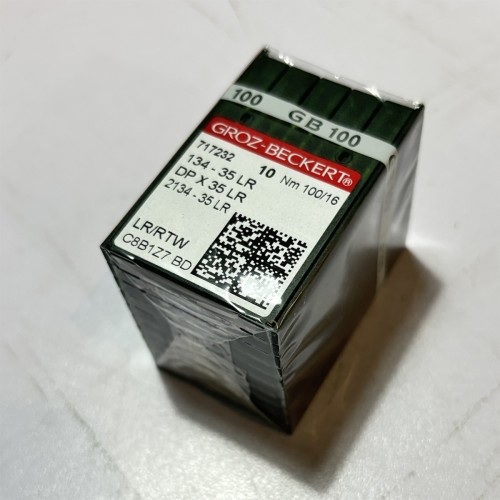 100 GB 100
GROZ-BECKERT®
717232 10 Nm 100/16
134 - 35 LR
DP X 35 LR
2134 - 35 LR
LR/RTW
C8B1Z7 BD